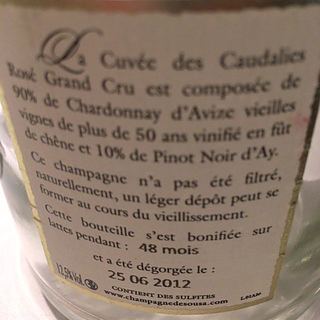 La Cuvée des Caudalies
Rosé Grand Cru est composée de
90% de Chardonnay d'Avize vieilles
vignes de plus de 50 ans vinifié en fût
de chêne et 10% de Pinot Noir d'Ay.
Ce champagne n'a pas été filtré,
naturellement, un léger dépôt peut se
former au cours du vieillissement.
Cette bouteille s'est bonifiée sur
lattes pendant : 48 mois
et a été dégorgée le :
25 06 2012
12,5%Vol.
CONTIENT DES SULFITES
www.champagnedesousa.com